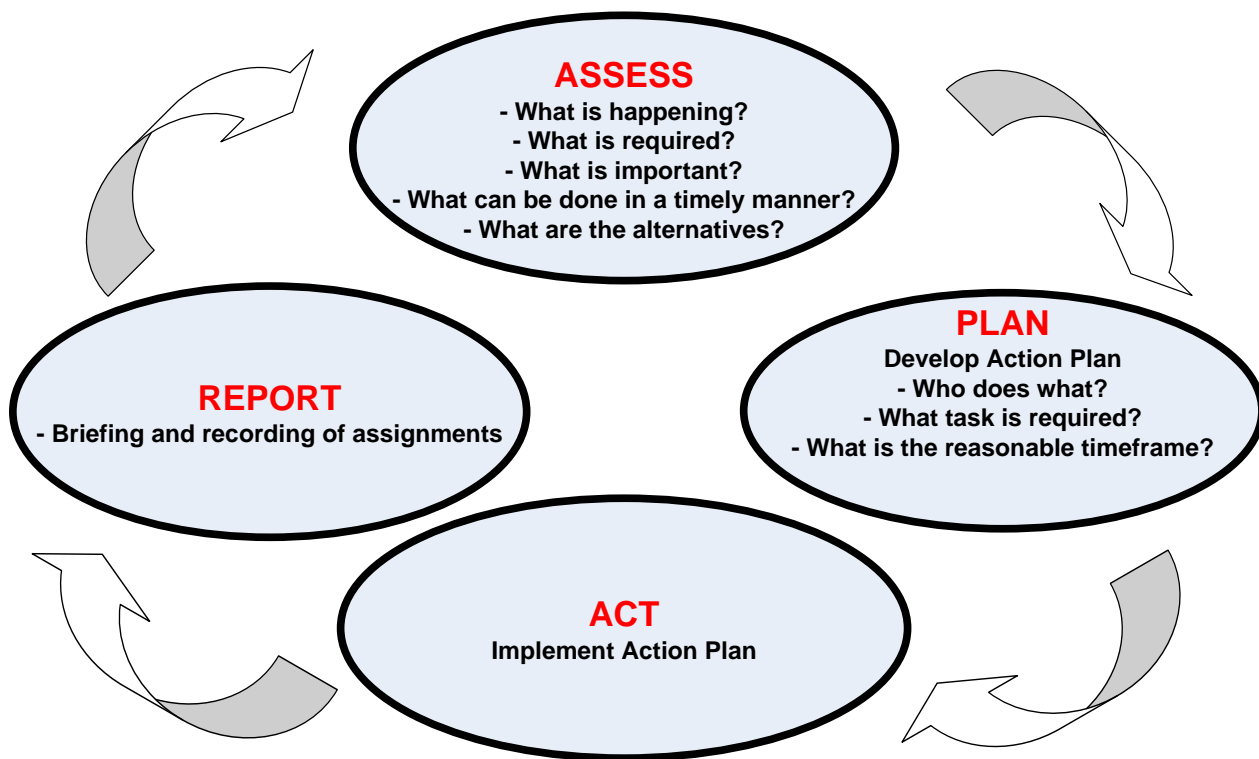 ASSESS
- What is happening?
- What is required?
- What is important?
- What can be done in a timely manner?
- What are the alternatives?
PLAN
Develop Action Plan
- Who does what?
- What task is required?
- What is the reasonable timeframe?
ACT
Implement Action Plan
REPORT
- Briefing and recording of assignments